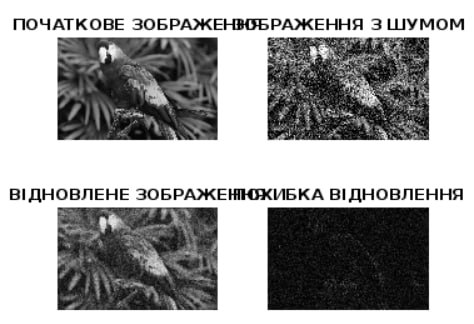 ПОЧАТКОВЕ ЗОБРАЖЕННЯ
ЗОБРАЖЕННЯ З ШУМОМ
ВІДНОВЛЕНЕ ЗОБРАЖЕННЯ
ПОХИБКА ВІДНОВЛЕННЯ